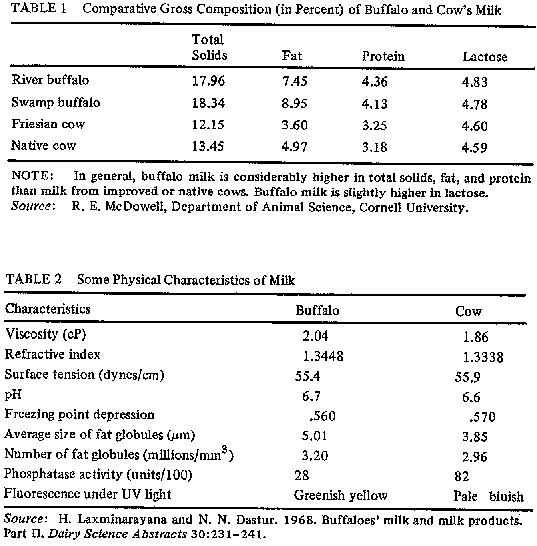 TABLE 1 Comparative Gross Composition (in Percent) of Buffalo and Cow's Milk
Total
Solids Fat Protein Lactose
River buffalo 17.96 7.45 4.36 4.83
Swamp buffalo 18.34 8.95 4.13 4.78
Friesian cow 12.15 3.60 3.25 4.60
Native cow 13.45 4.97 3.18 4.59
NOTE: In general, buffalo milk is considerably higher in total solids, fat, and protein
than milk from improved or native cows. Buffalo milk is slightly higher in lactose.
Source: R. E. McDowell, Department of Animal Science, Cornell University.
TABLE 2 Some Physical Characteristics of Milk
Characteristics Buffalo Cow
Viscosity (cP) 2.04 1.86
Refractive index 1.3448 1.3338
Surface tension (dynes/cm) 55.4 55.9
pH 6.7 6.6
Freezing point depression .560 .570
Average size of fat globules (μm) 5.01 3.85
Number of fat globules (millions/mm³) 3.20 2.96
Phosphatase activity (units/100) 28 82
Fluorescence under UV light Greenish yellow Pale bluish
Source: H. Laxminarayana and N. N. Dastur. 1968. Buffaloes' milk and milk products.
Part II. Dairy Science Abstracts 30:231-241.